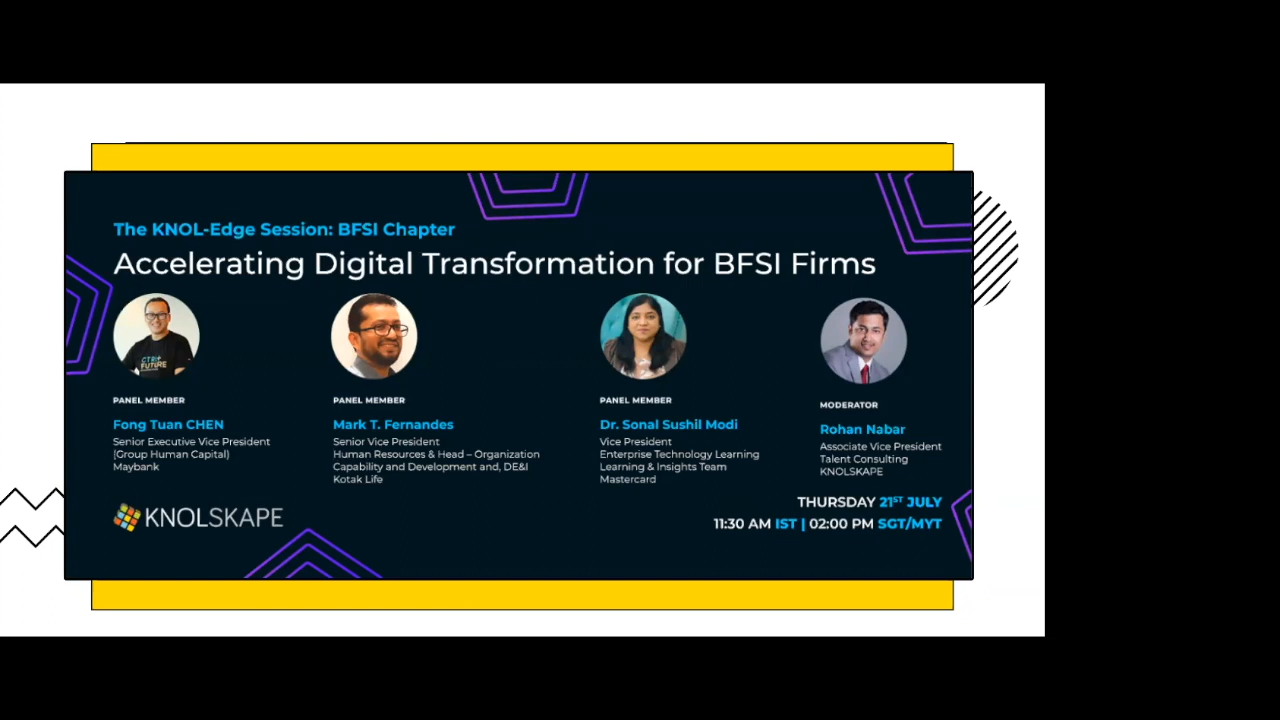 The KNOL-Edge Session: BFSI Chapter
Accelerating Digital Transformation for BFSI Firms
CTRL+
FUTURE
PANEL MEMBER
Fong Tuan CHEN
Senior Executive Vice President
(Group Human Capital)
Maybank
PANEL MEMBER
Mark T. Fernandes
Senior Vice President
Human Resources & Head – Organization
Capability and Development and, DE&I
Kotak Life
PANEL MEMBER
Dr. Sonal Sushil Modi
Vice President
Enterprise Technology Learning
Learning & Insights Team
Mastercard
MODERATOR
Rohan Nabar
Associate Vice President
Talent Consulting
KNOLSKAPE
KNOLSKAPE
THURSDAY 21ST JULY
11:30 AM IST | 02:00 PM SGT/MYT